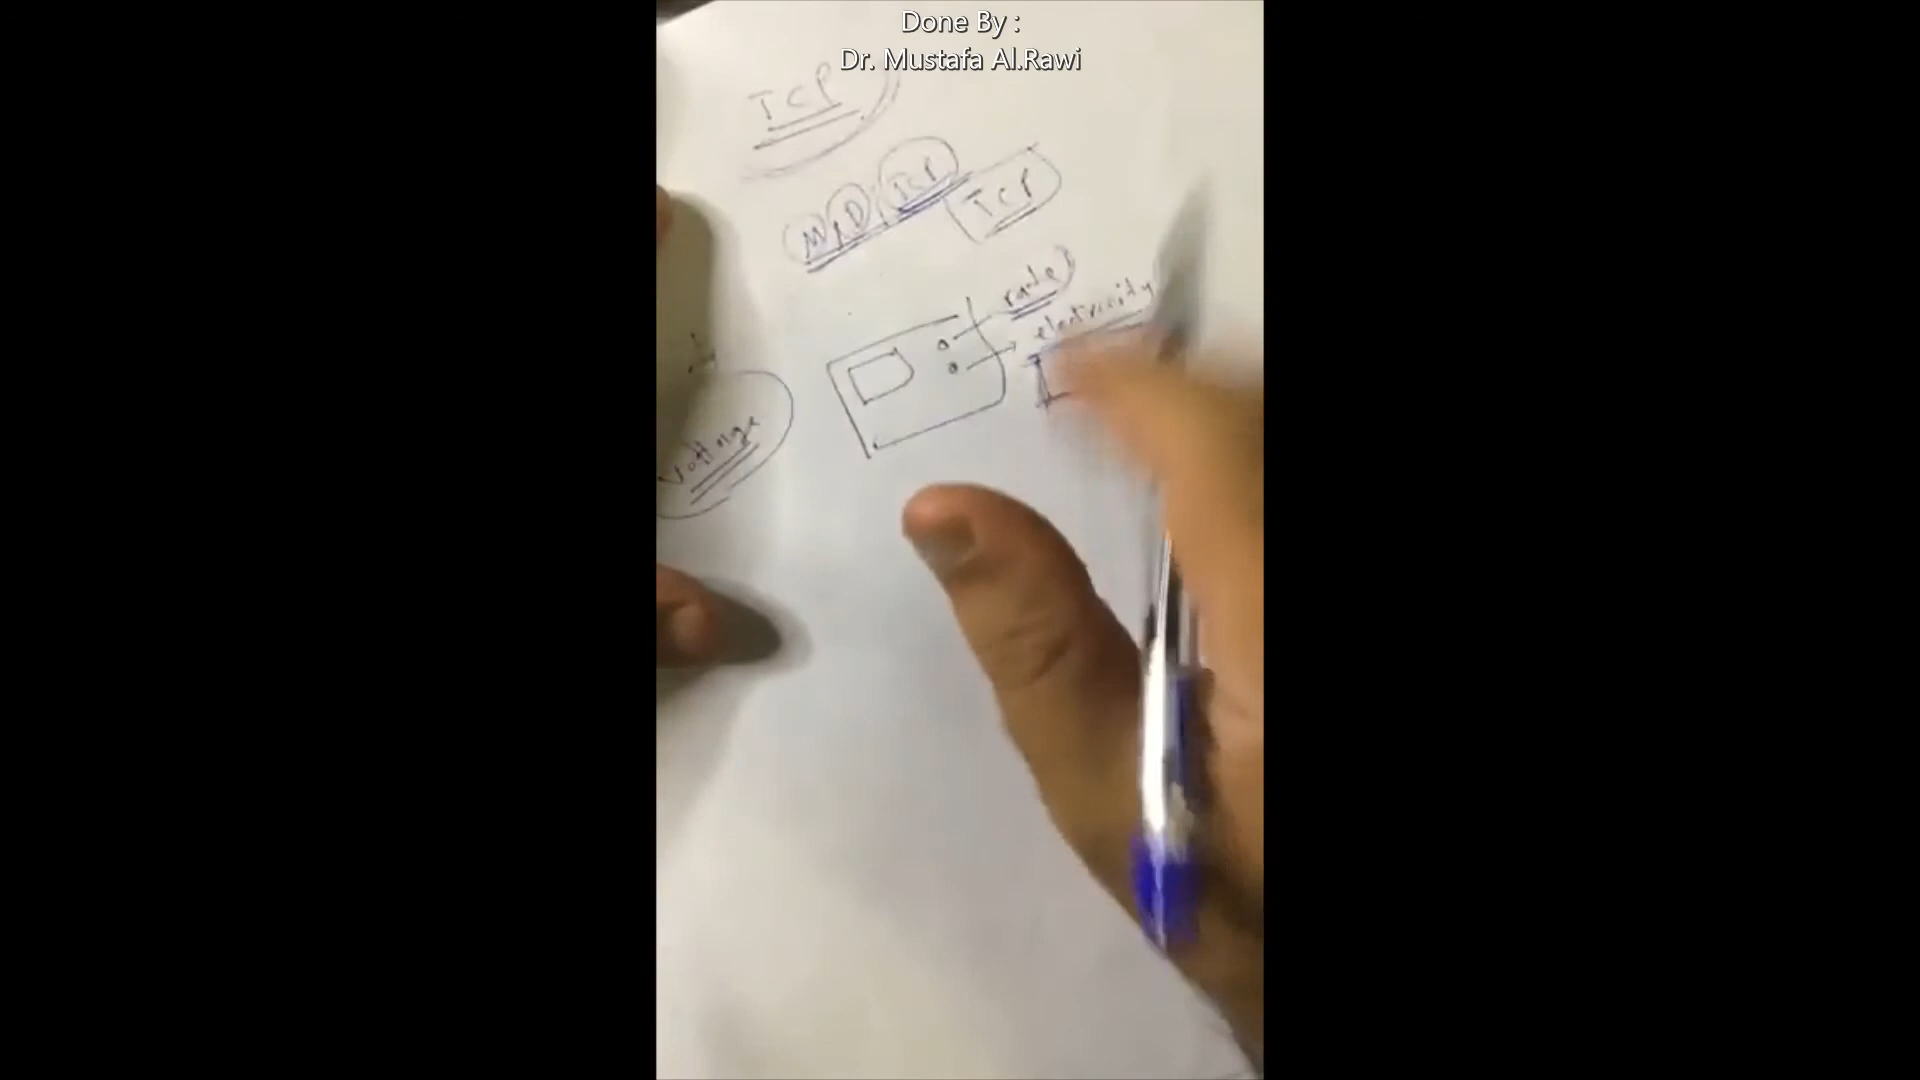 Done By :
Dr. Mustafa Al.Rawi
TCP
M, D, TCP
TCP
rate
electricity
Voltage